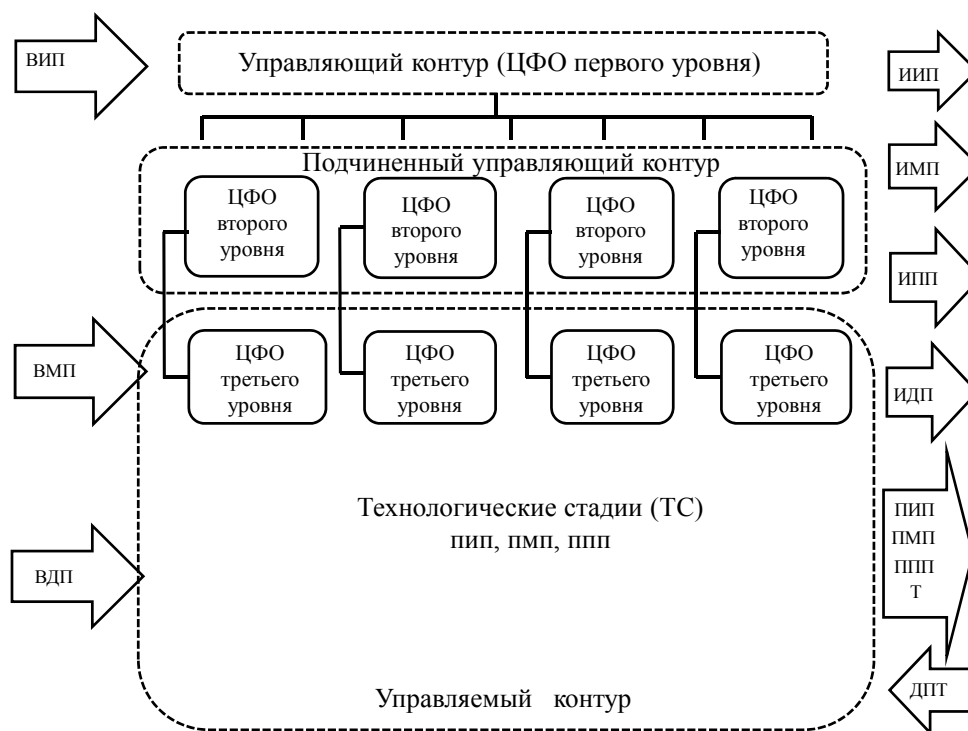 ВИП
Управляющий контур (ЦФО первого уровня)
ИИП
Подчиненный управляющий контур
ИМП
ЦФО
второго
уровня
ЦФО
второго
уровня
ЦФО
второго
уровня
ЦФО
второго
уровня
ИПП
ВМП
ЦФО
третьего
уровня
ЦФО
третьего
уровня
ЦФО
третьего
уровня
ЦФО
третьего
уровня
ИДП
Технологические стадии (ТС)
пип, пмп, ппп
ПИП
ПМП
ППП
Т
ВДП
Управляемый контур
ДПТ